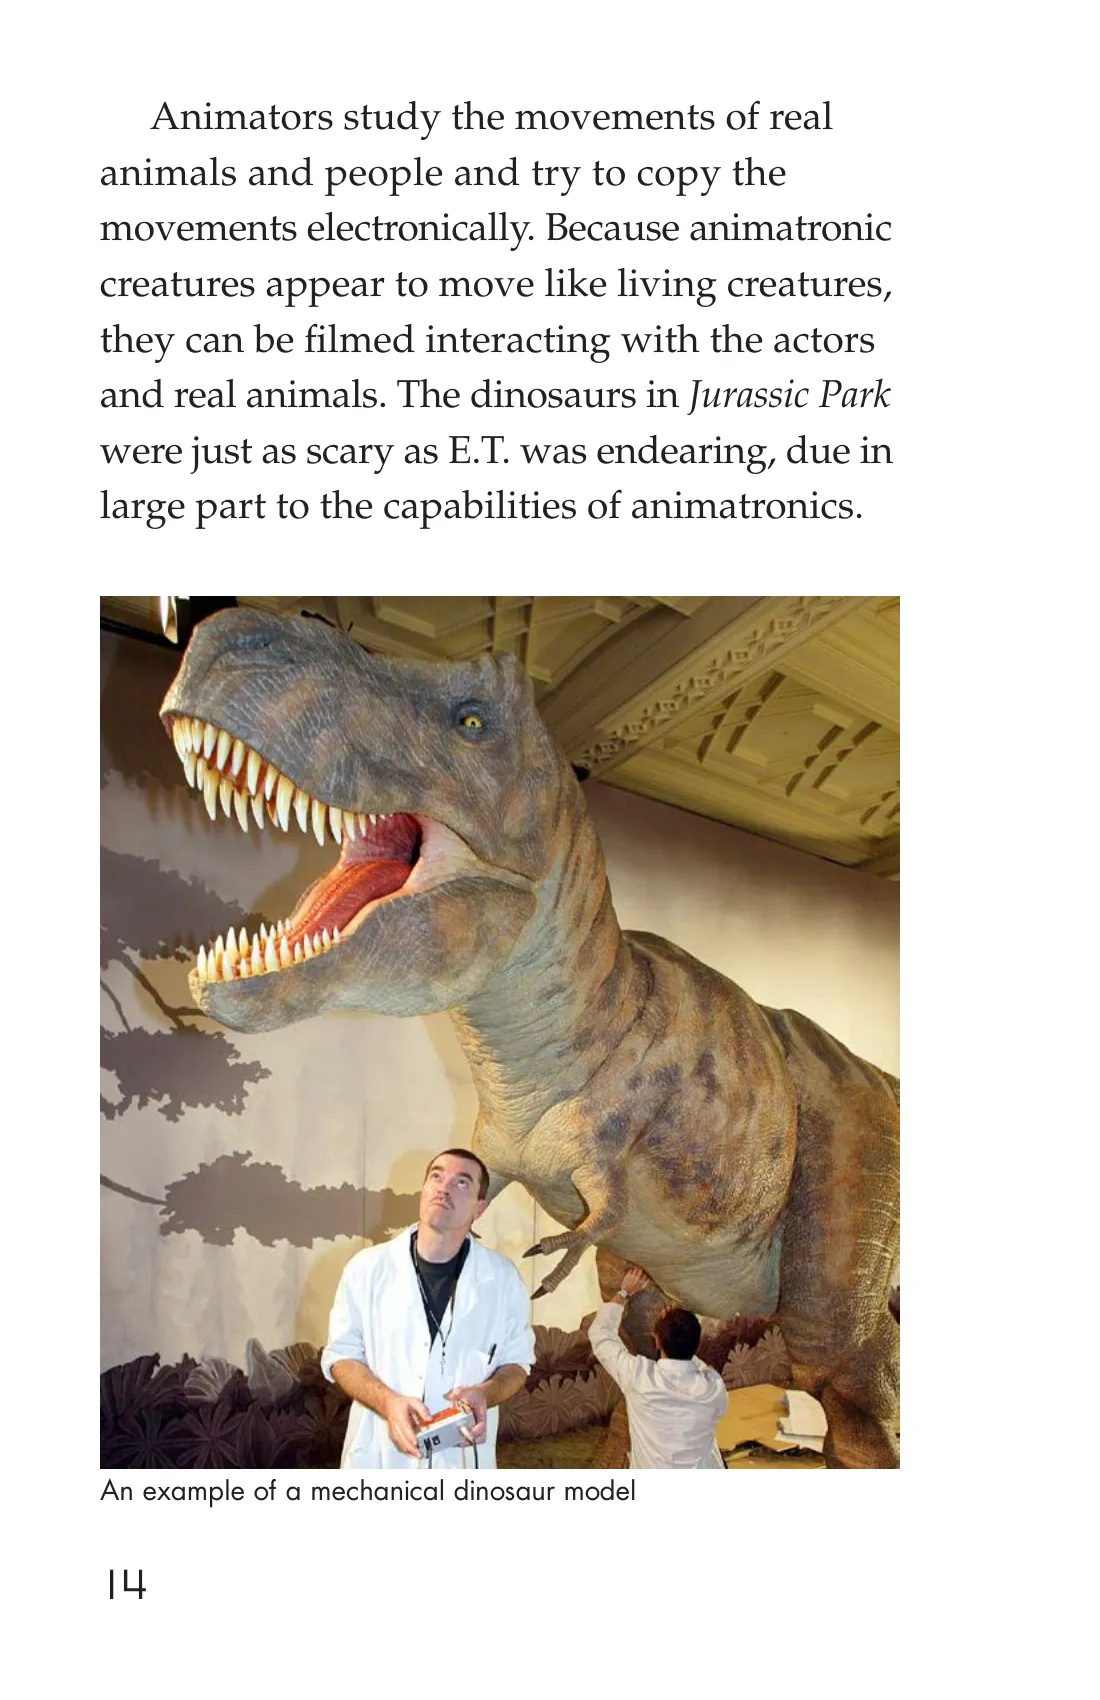 Animators study the movements of real
animals and people and try to copy the
movements electronically. Because animatronic
creatures appear to move like living creatures,
they can be filmed interacting with the actors
and real animals. The dinosaurs in Jurassic Park
were just as scary as E.T. was endearing, due in
large part to the capabilities of animatronics.
An example of a mechanical dinosaur model
14